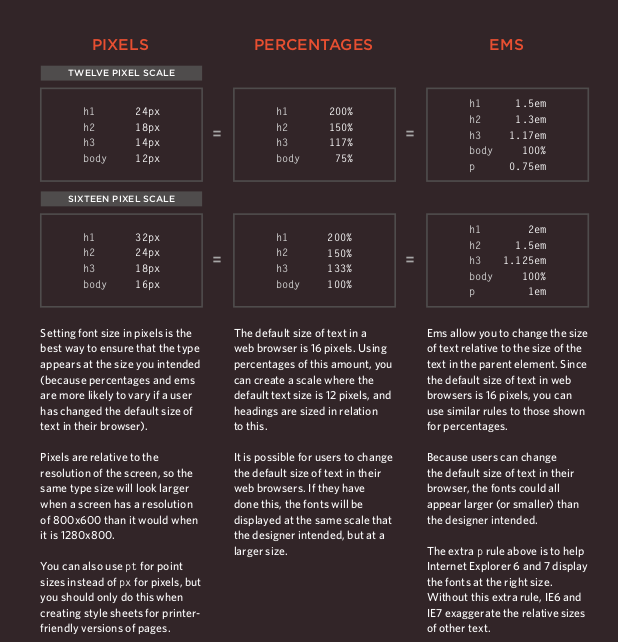 PIXELS
PERCENTAGES
EMS
TWELVE PIXEL SCALE
h1 24px
h2 18px
h3 14px
body 12px
=
h1 200%
h2 150%
h3 117%
body 75%
=
h1 1.5em
h2 1.3em
h3 1.17em
body 100%
p 0.75em
SIXTEEN PIXEL SCALE
h1 32px
h2 24px
h3 18px
body 16px
=
h1 200%
h2 150%
h3 133%
body 100%
=
h1 2em
h2 1.5em
h3 1.125em
body 100%
p 1em
Setting font size in pixels is the
best way to ensure that the type
appears at the size you intended
(because percentages and ems
are more likely to vary if a user
has changed the default size of
text in their browser).
Pixels are relative to the
resolution of the screen, so the
same type size will look larger
when a screen has a resolution
of 800x600 than it would when
it is 1280x800.
You can also use pt for point
sizes instead of px for pixels, but
you should only do this when
creating style sheets for printer-
friendly versions of pages.
The default size of text in a
web browser is 16 pixels. Using
percentages of this amount, you
can create a scale where the
default text size is 12 pixels, and
headings are sized in relation
to this.
It is possible for users to change
the default size of text in their
web browsers. If they have
done this, the fonts will be
displayed at the same scale that
the designer intended, but at a
larger size.
Ems allow you to change the size
of text relative to the size of the
text in the parent element. Since
the default size of text in web
browsers is 16 pixels, you can
use similar rules to those shown
for percentages.
Because users can change
the default size of text in their
browser, the fonts could all
appear larger (or smaller) than
the designer intended.
The extra p rule above is to help
Internet Explorer 6 and 7 display
the fonts at the right size.
Without this extra rule, IE6 and
IE7 exaggerate the relative sizes
of other text.